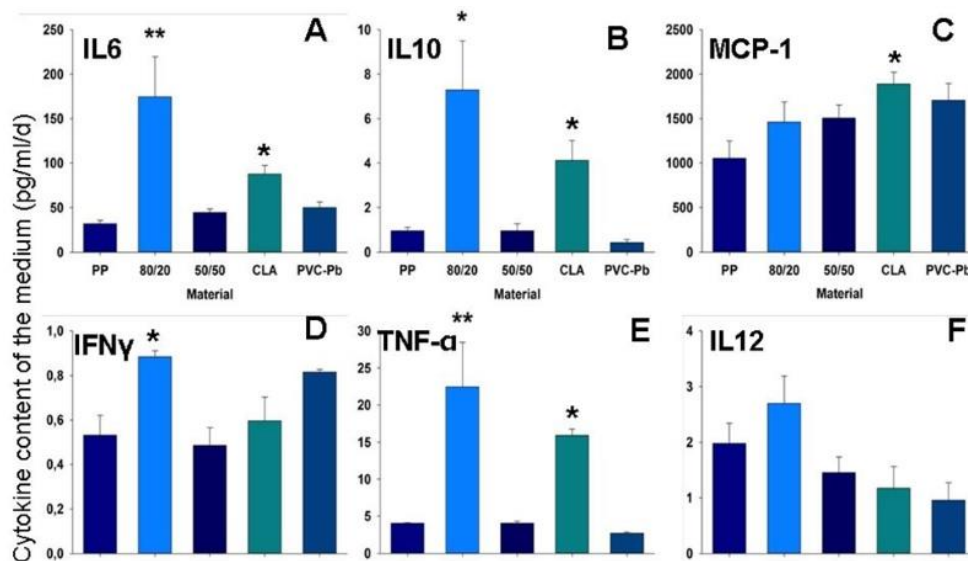 Cytokine content of the medium (pg/ml/d)
IL6
A
**
*
250
200
150
100
50
0
PP 80/20 50/50 CLA PVC-Pb
Material
IL10
B
*
*
10
8
6
4
2
0
PP 80/20 50/50 CLA PVC-Pb
Material
MCP-1
C
*
2500
2000
1500
1000
500
0
PP 80/20 50/50 CLA PVC-Pb
Material
IFNγ
D
*
1,0
0,8
0,6
0,4
0,2
0,0
TNF-α
E
**
*
30
25
20
15
10
5
0
IL12
F
4
3
2
1
0